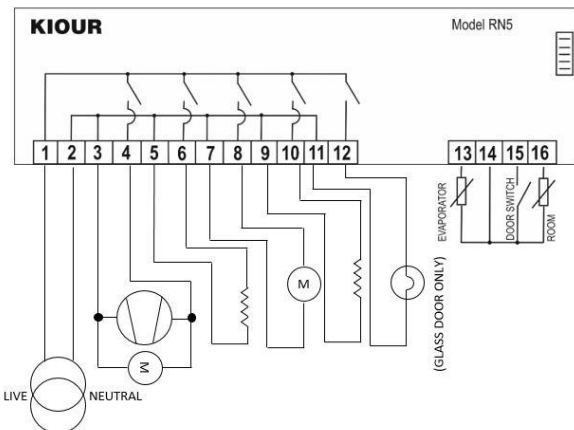 KIOUR
Model RN5
1 2 3 4 5 6 7 8 9 10 11 12
13 14 15 16
EVAPORATOR
DOOR SWITCH
ROOM
M
M
(GLASS DOOR ONLY)
LIVE
NEUTRAL